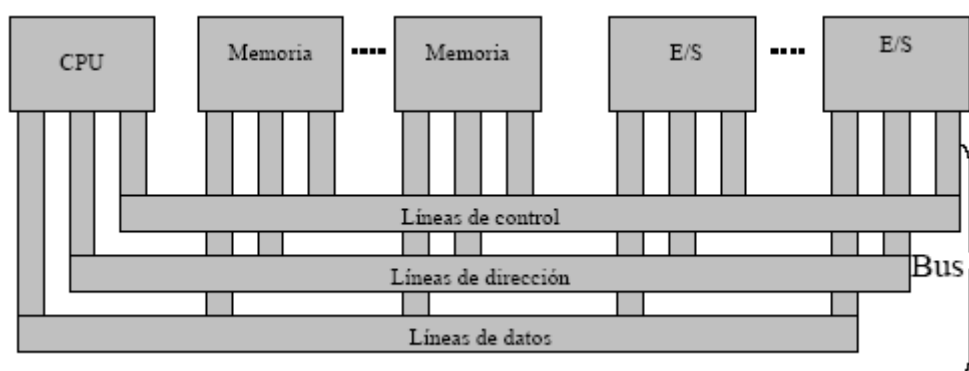 CPU
Memoria
Memoria
E/S
E/S
Líneas de control
Líneas de dirección
Bus
Líneas de datos